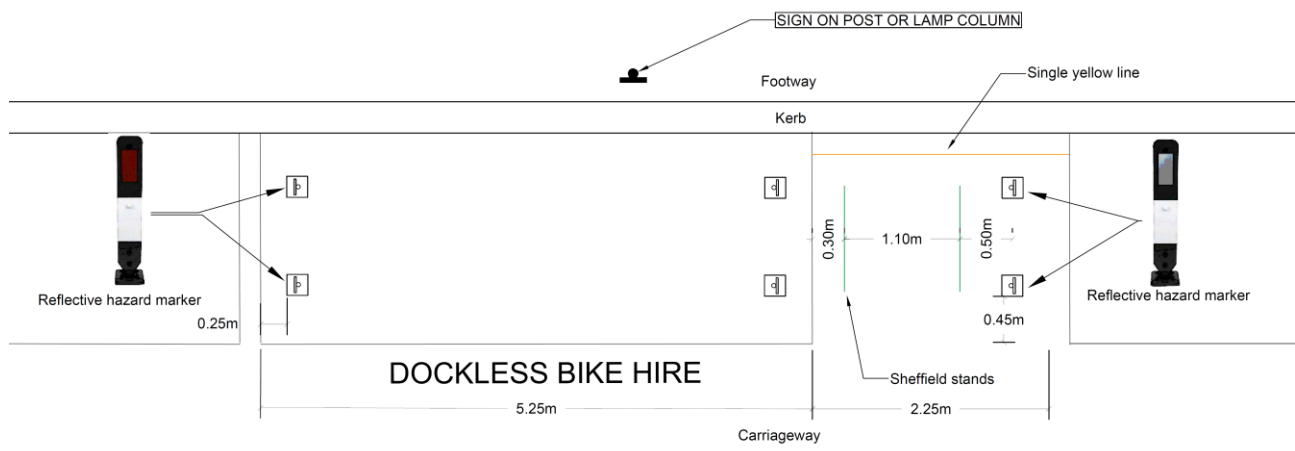 SIGN ON POST OR LAMP COLUMN
Footway
Single yellow line
Kerb
0.30m
1.10m
0.50m
Reflective hazard marker
Reflective hazard marker
0.25m
0.45m
DOCKLESS BIKE HIRE
Sheffield stands
5.25m
2.25m
Carriageway